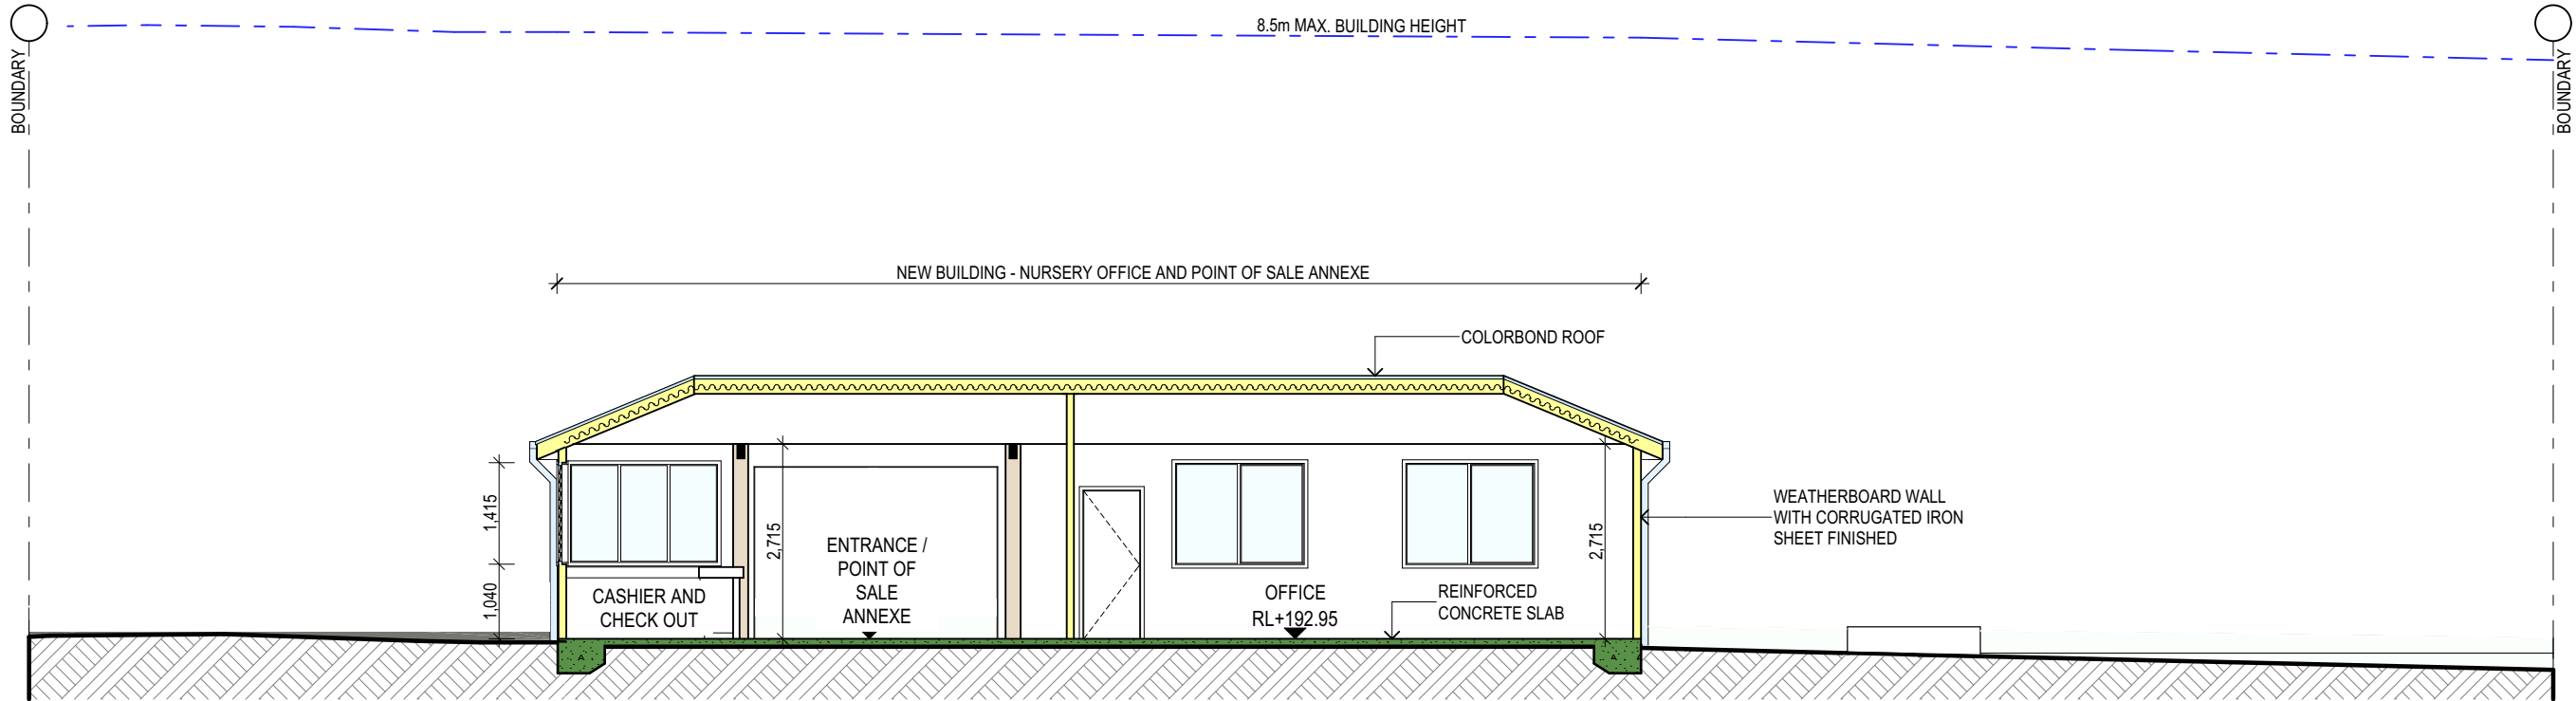 8.5m MAX. BUILDING HEIGHT
BOUNDARY
BOUNDARY
NEW BUILDING - NURSERY OFFICE AND POINT OF SALE ANNEXE
COLORBOND ROOF
1,415
1,040
2,715
2,715
CASHIER AND
CHECK OUT
ENTRANCE /
POINT OF
SALE
ANNEXE
OFFICE
RL+192.95
REINFORCED
CONCRETE SLAB
WEATHERBOARD WALL
WITH CORRUGATED IRON
SHEET FINISHED